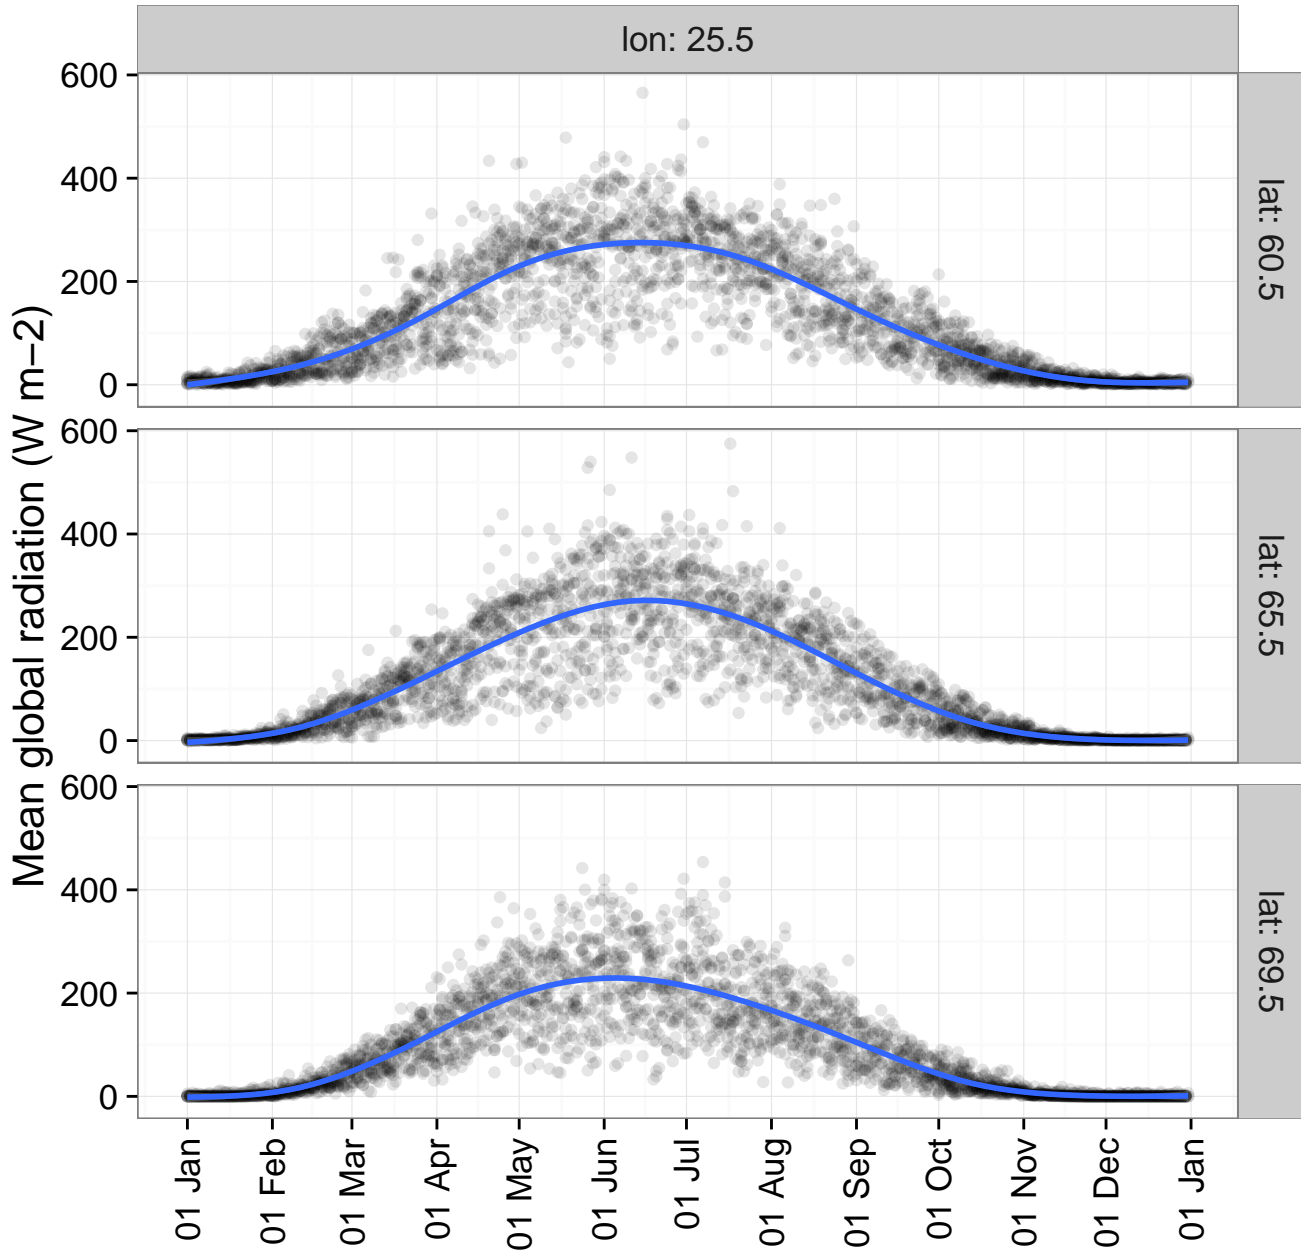 lon: 25.5
Mean global radiation (W m−2)
600
400
200
0
lat: 60.5
600
400
200
0
lat: 65.5
600
400
200
0
lat: 69.5
01 Jan
01 Feb
01 Mar
01 Apr
01 May
01 Jun
01 Jul
01 Aug
01 Sep
01 Oct
01 Nov
01 Dec
01 Jan